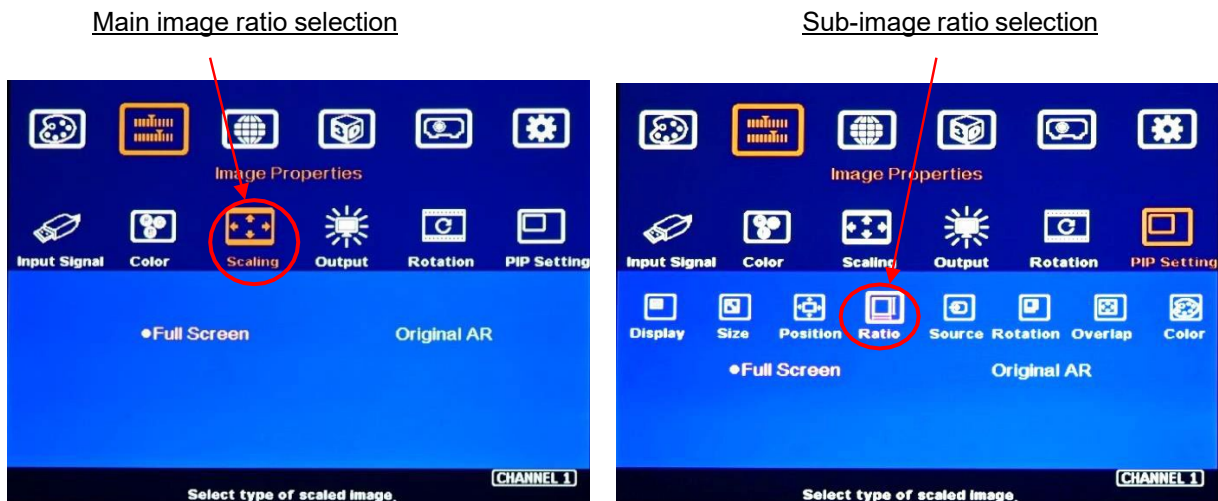 Main image ratio selection
Sub-image ratio selection
3D
Image Properties
Input Signal Color Scaling Output Rotation PIP Setting
●Full Screen Original AR
CHANNEL 1
Select type of scaled image.
3D
Image Properties
Input Signal Color Scaling Output Rotation PIP Setting
Display Size Position Ratio Source Rotation Overlap Color
●Full Screen Original AR
CHANNEL 1
Select type of scaled image.